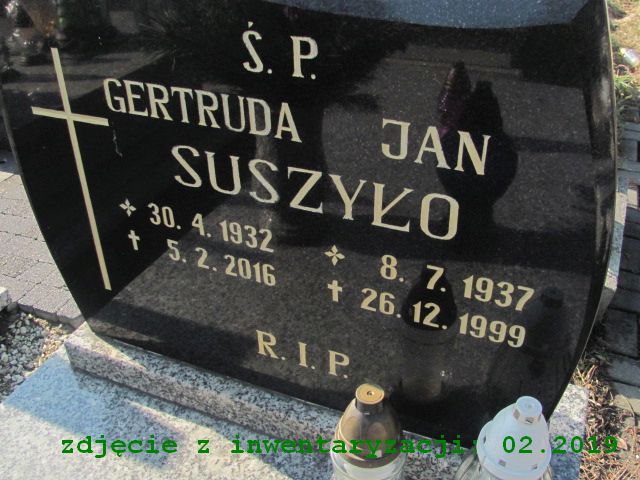 Ś. P.
GERTRUDA JAN
SUSZYŁO
30. 4. 1932
5. 2. 2016
8. 7. 1937
26. 12. 1999
R. I. P.
zdjęcie z inwentaryzacji: 02.2019